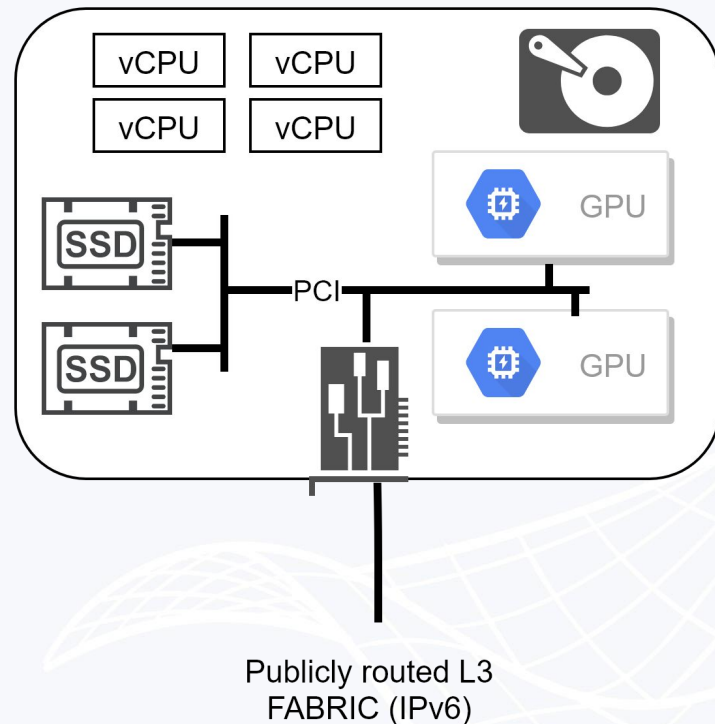 vCPU vCPU
vCPU vCPU
GPU
SSD
PCI
SSD
GPU
Publicly routed L3
FABRIC (IPv6)